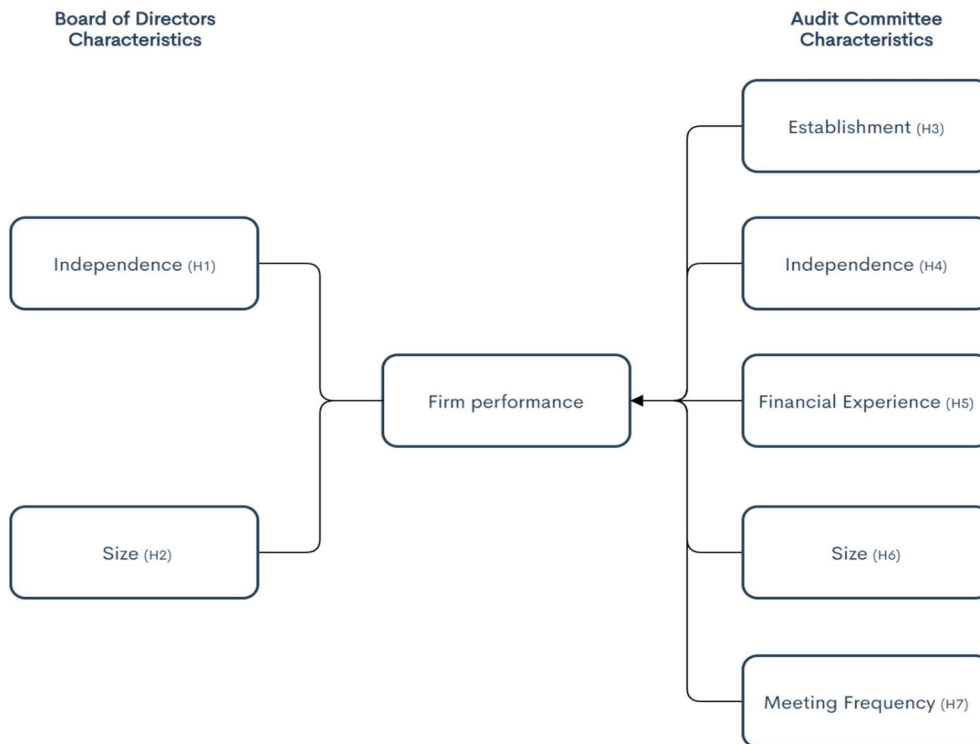 Board of Directors
Characteristics
Audit Committee
Characteristics
Establishment (H3)
Independence (H1)
Independence (H4)
Firm performance
Financial Experience (H5)
Size (H2)
Size (H6)
Meeting Frequency (H7)